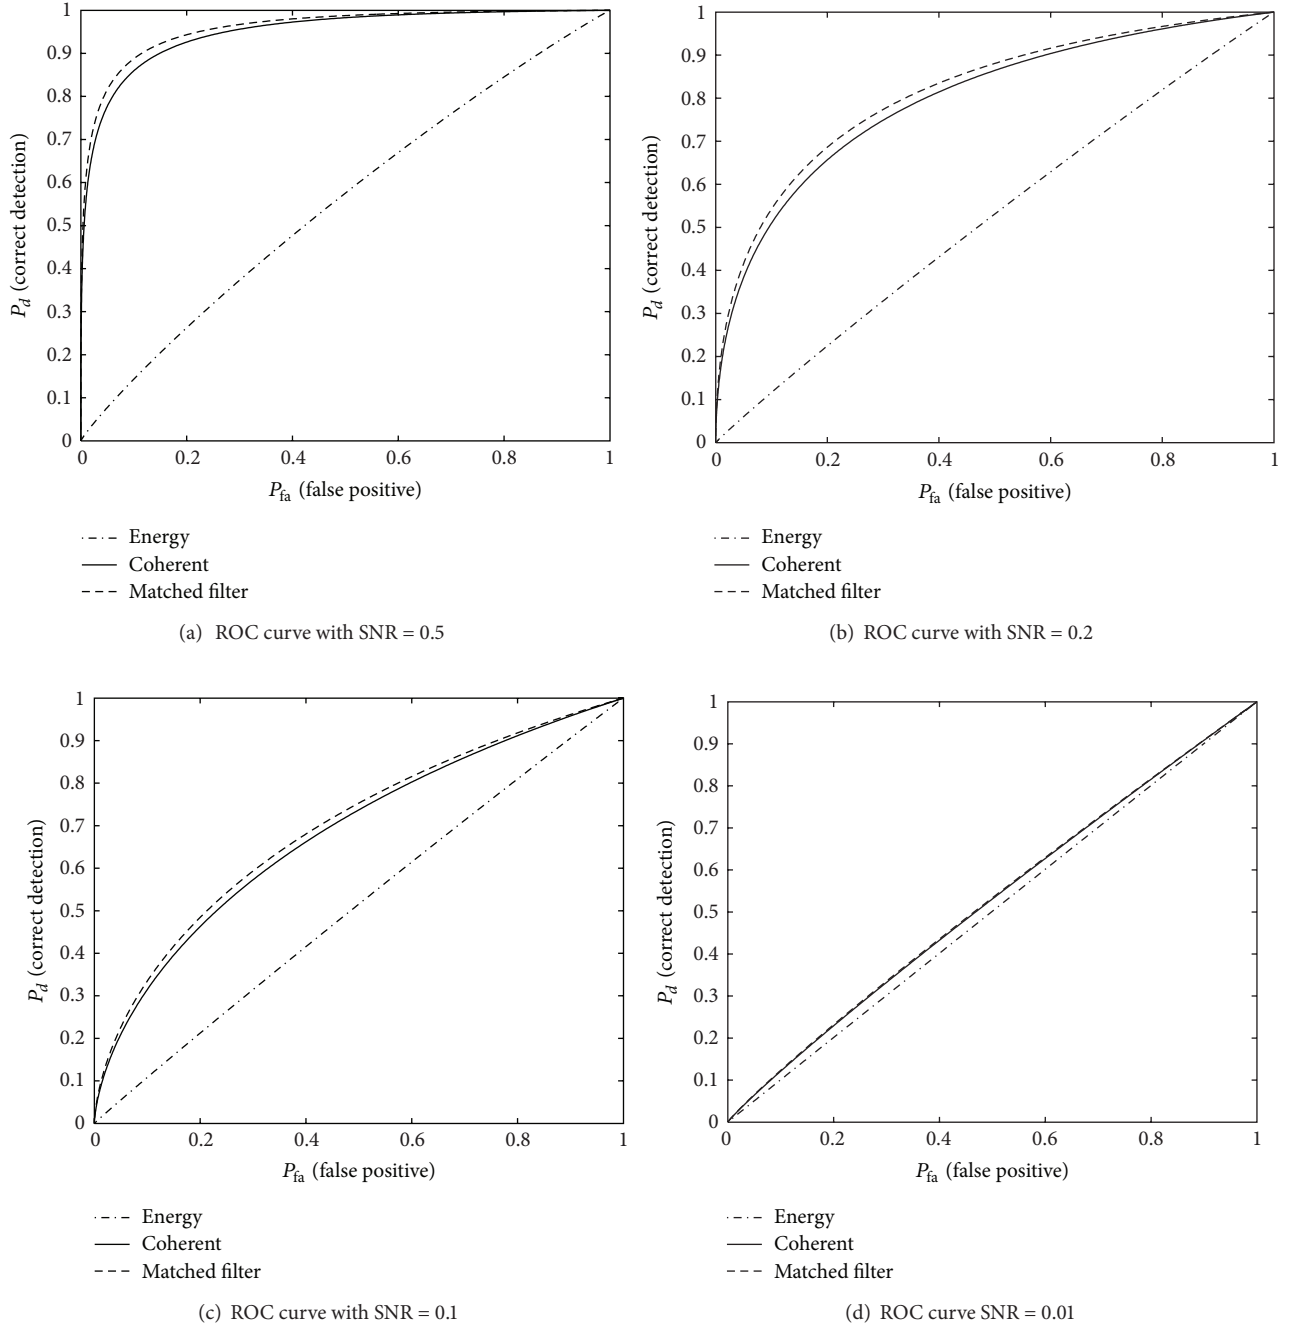 1
0.9
0.8
0.7
0.6
0.5
0.4
0.3
0.2
0.1
0
0 0.2 0.4 0.6 0.8 1
P_d (correct detection)
P_fa (false positive)
Energy
Coherent
Matched filter
(a) ROC curve with SNR = 0.5
1
0.9
0.8
0.7
0.6
0.5
0.4
0.3
0.2
0.1
0
0 0.2 0.4 0.6 0.8 1
P_d (correct detection)
P_fa (false positive)
Energy
Coherent
Matched filter
(b) ROC curve with SNR = 0.2
1
0.9
0.8
0.7
0.6
0.5
0.4
0.3
0.2
0.1
0
0 0.2 0.4 0.6 0.8 1
P_d (correct detection)
P_fa (false positive)
Energy
Coherent
Matched filter
(c) ROC curve with SNR = 0.1
1
0.9
0.8
0.7
0.6
0.5
0.4
0.3
0.2
0.1
0
0 0.2 0.4 0.6 0.8 1
P_d (correct detection)
P_fa (false positive)
Energy
Coherent
Matched filter
(d) ROC curve SNR = 0.01